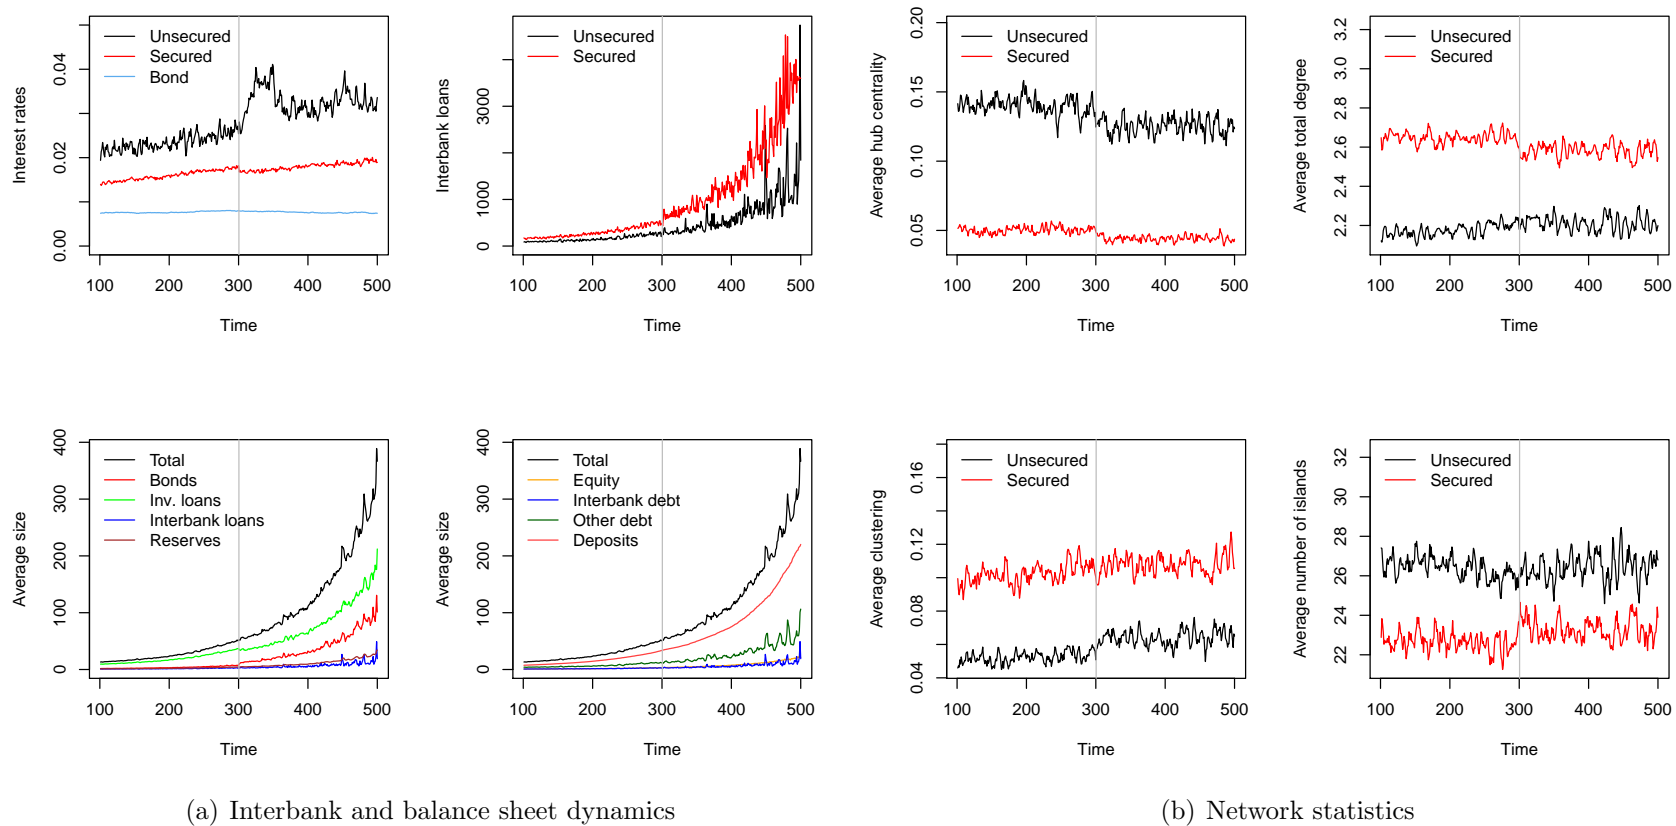 Interest rates
0.00 0.02 0.04
Unsecured
Secured
Bond
100 200 300 400 500
Time
Interbank loans
0 1000 3000
Unsecured
Secured
100 200 300 400 500
Time
Average hub centrality
0.05 0.10 0.15 0.20
Unsecured
Secured
100 200 300 400 500
Time
Average total degree
2.2 2.4 2.6 2.8 3.0 3.2
Unsecured
Secured
100 200 300 400 500
Time
Average size
0 100 200 300 400
Total
Bonds
Inv. loans
Interbank loans
Reserves
100 200 300 400 500
Time
Average size
0 100 200 300 400
Total
Equity
Interbank debt
Other debt
Deposits
100 200 300 400 500
Time
Average clustering
0.04 0.08 0.12 0.16
Unsecured
Secured
100 200 300 400 500
Time
Average number of islands
22 24 26 28 30 32
Unsecured
Secured
100 200 300 400 500
Time
(a) Interbank and balance sheet dynamics
(b) Network statistics